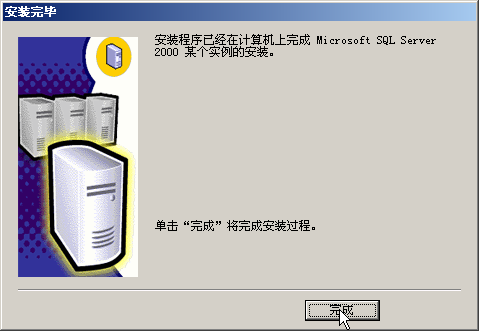 安装完毕
安装程序已经在计算机上完成 Microsoft SQL Server
2000 某个实例的安装。
单击“完成”将完成安装过程。
完成